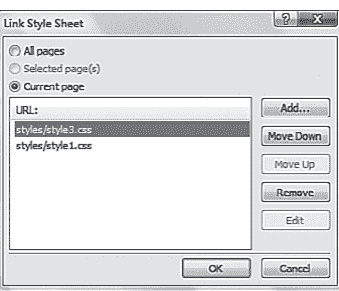 Link Style Sheet
All pages
Selected page(s)
Current page
URL:
styles/style3.css
styles/style1.css
Add...
Move Down
Move Up
Remove
Edit
OK
Cancel